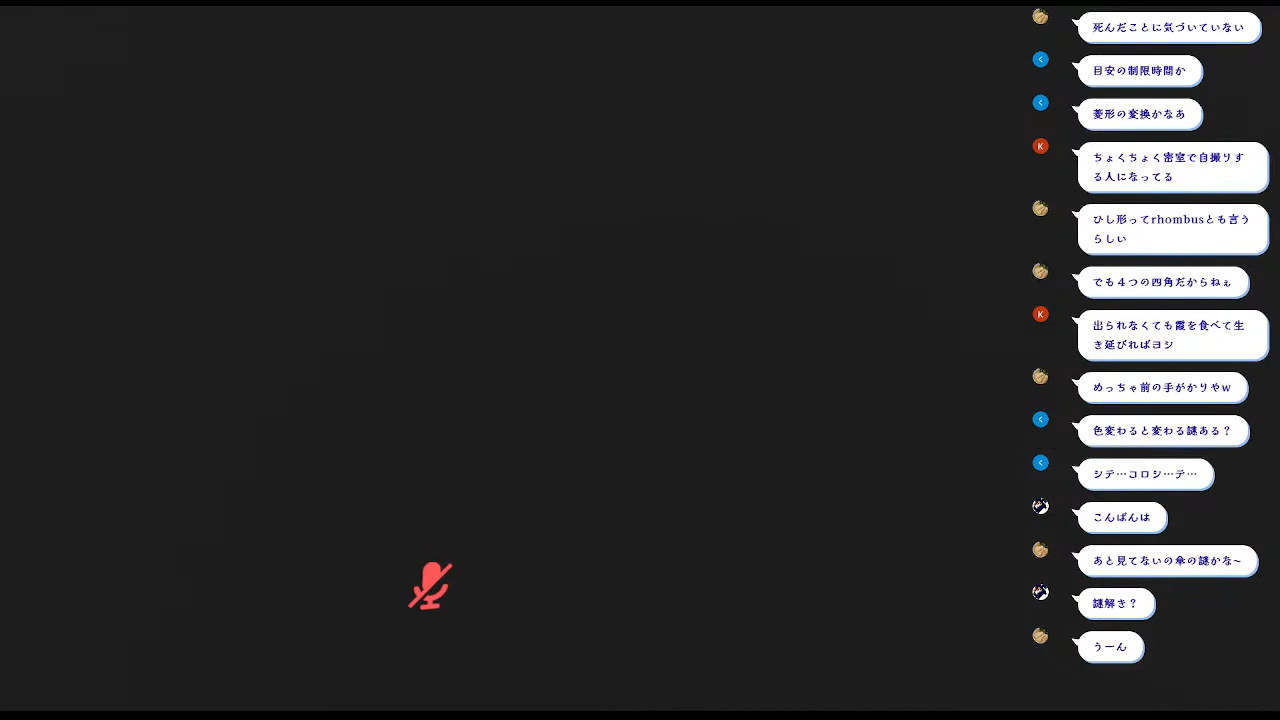 死んだことに気づいていない
く
目安の制限時間か
く
菱形の変換かなあ
K
ちょくちょく密室で自撮りす
る人になってる
ひし形ってrhombusとも言う
らしい
でも４つの四角だからねぇ
K
出られなくても霞を食べて生
き延びればヨシ
めっちゃ前の手がかりやw
く
色変わると変わる謎ある？
く
シテ…コロシ…テ…
こんばんは
あと見てないの傘の謎かな~
謎解き？
うーん